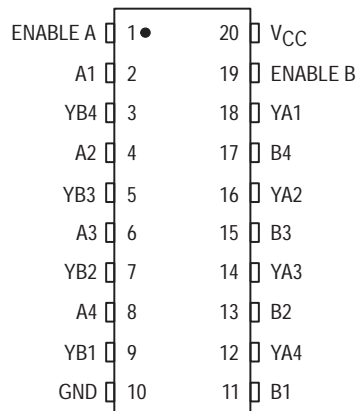 ENABLE A 1 20 VCC
A1 2 19 ENABLE B
YB4 3 18 YA1
A2 4 17 B4
YB3 5 16 YA2
A3 6 15 B3
YB2 7 14 YA3
A4 8 13 B2
YB1 9 12 YA4
GND 10 11 B1